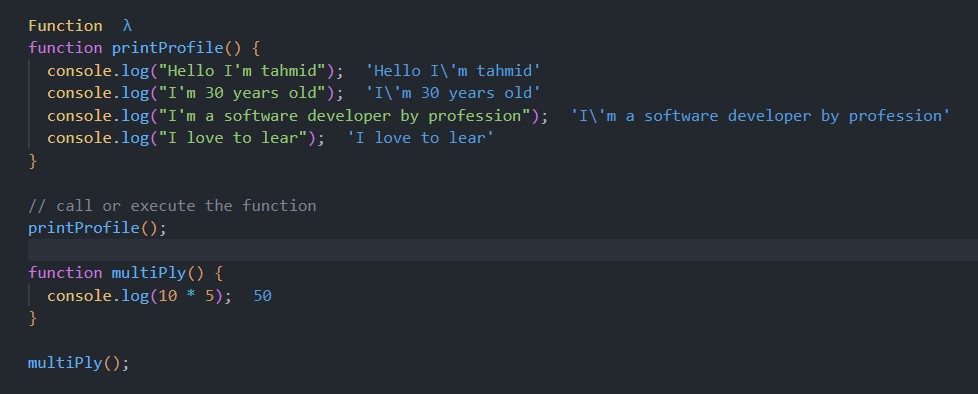 Function λ
function printProfile() {
console.log("Hello I'm tahmid"); 'Hello I\'m tahmid'
console.log("I'm 30 years old"); 'I\'m 30 years old'
console.log("I'm a software developer by profession"); 'I\'m a software developer by profession'
console.log("I love to lear"); 'I love to lear'
}
// call or execute the function
printProfile();
function multiPly() {
console.log(10 * 5); 50
}
multiPly();